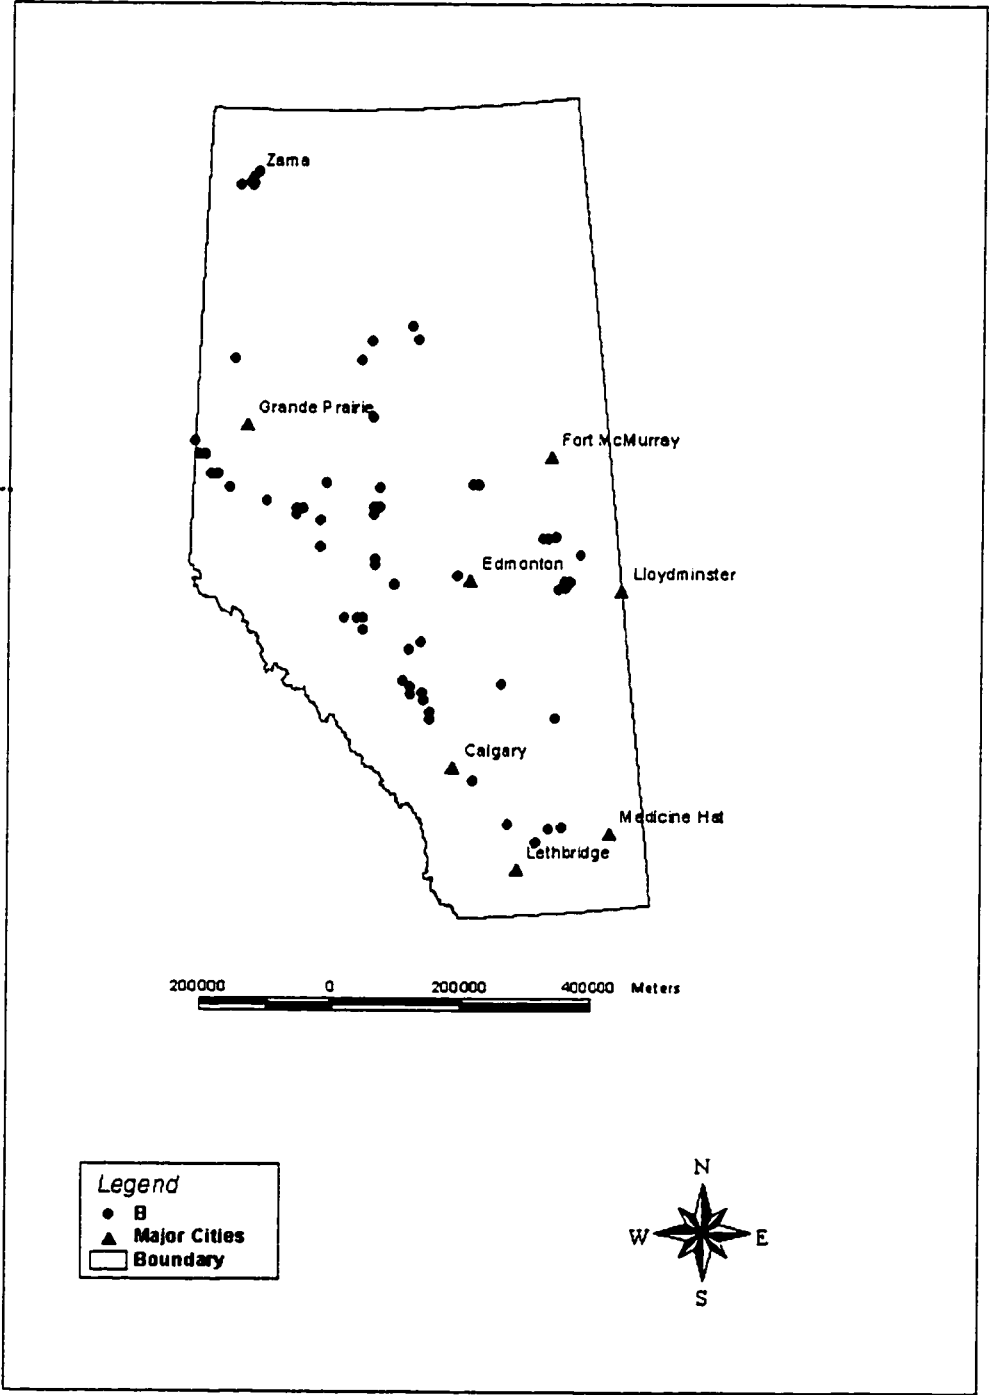 Zama
Grande Prairie
Fort McMurray
Edmonton
Lloydminster
Calgary
Medicine Hat
Lethbridge
200000 0 200000 400000 Meters
Legend
B
Major Cities
Boundary
N
W E
S